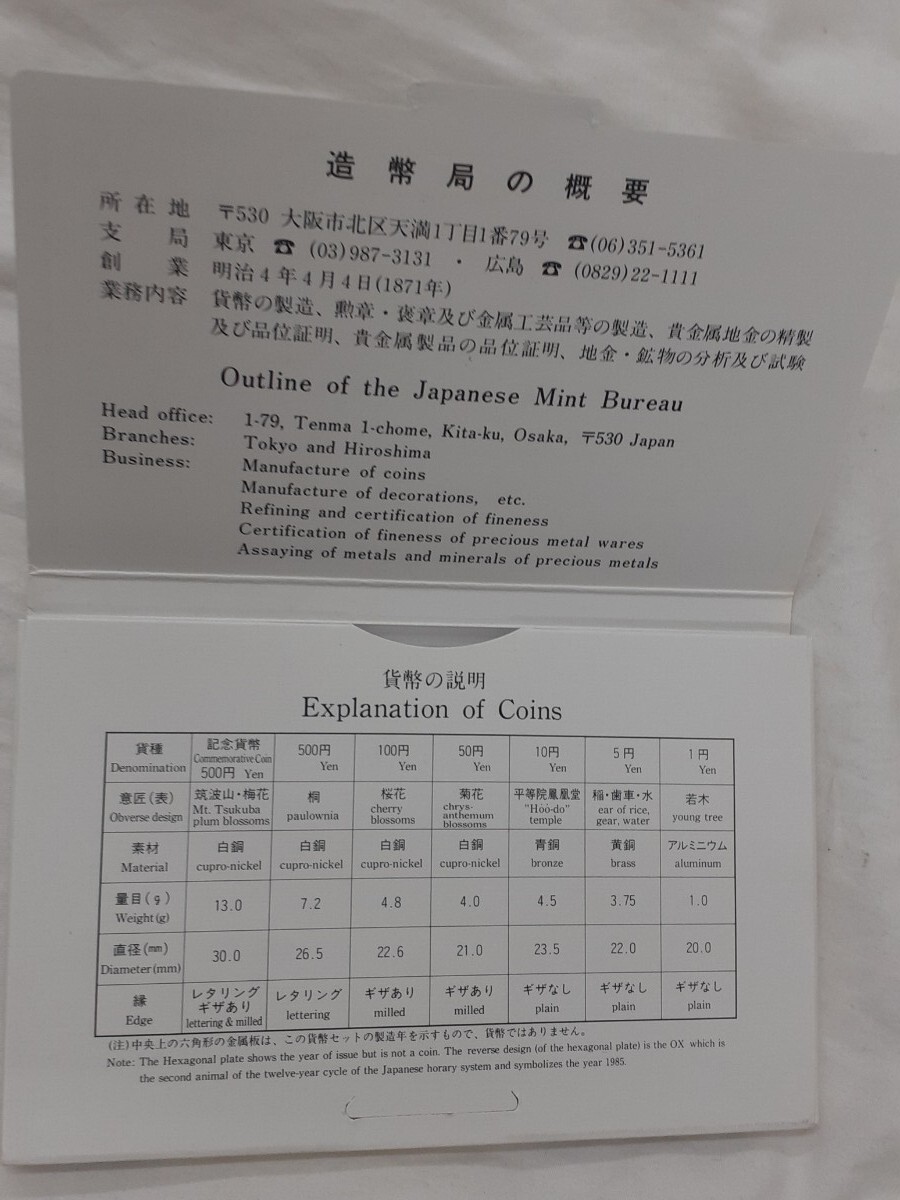 造幣局の概要
所在地 〒530 大阪市北区天満1丁目1番79号 ☎(06)351-5361
支局 東京 ☎ (03)987-3131 ・ 広島 ☎ (0829)22-1111
創業 明治4年4月4日(1871年)
業務内容 貨幣の製造、勲章・褒章及び金属工芸品等の製造、貴金属地金の精製
及び品位証明、貴金属製品の品位証明、地金・鉱物の分析及び試験
Outline of the Japanese Mint Bureau
Head office: 1-79, Tenma 1-chome, Kita-ku, Osaka, 〒530 Japan
Branches: Tokyo and Hiroshima
Business: Manufacture of coins
Manufacture of decorations, etc.
Refining and certification of fineness
Certification of fineness of precious metal wares
Assaying of metals and minerals of precious metals
貨幣の説明
Explanation of Coins
貨種 記念貨幣 500円 100円 50円 10円 5円 1円
Denomination Commemorative Coin 500円 Yen Yen Yen Yen Yen Yen Yen
意匠(表) 筑波山・梅花 桐 桜花 菊花 平等院鳳凰堂 稲・歯車・水 若木
Obverse design Mt. Tsukuba plum blossoms paulownia cherry blossoms chrys-anthemum blossoms "Hōō-do" temple ear of rice, gear, water young tree
素材 白銅 白銅 白銅 白銅 青銅 黄銅 アルミニウム
Material cupro-nickel cupro-nickel cupro-nickel cupro-nickel bronze brass aluminum
量目(g)
Weight(g) 13.0 7.2 4.8 4.0 4.5 3.75 1.0
直径(mm)
Diameter(mm) 30.0 26.5 22.6 21.0 23.5 22.0 20.0
縁 レタリング ギザあり レタリング ギザあり ギザあり ギザなし ギザなし ギザなし
Edge lettering & milled lettering milled milled plain plain plain
(注)中央上の六角形の金属板は、この貨幣セットの製造年を示すもので、貨幣ではありません。
Note: The Hexagonal plate shows the year of issue but is not a coin. The reverse design (of the hexagonal plate) is the OX which is
the second animal of the twelve-year cycle of the Japanese horary system and symbolizes the year 1985.